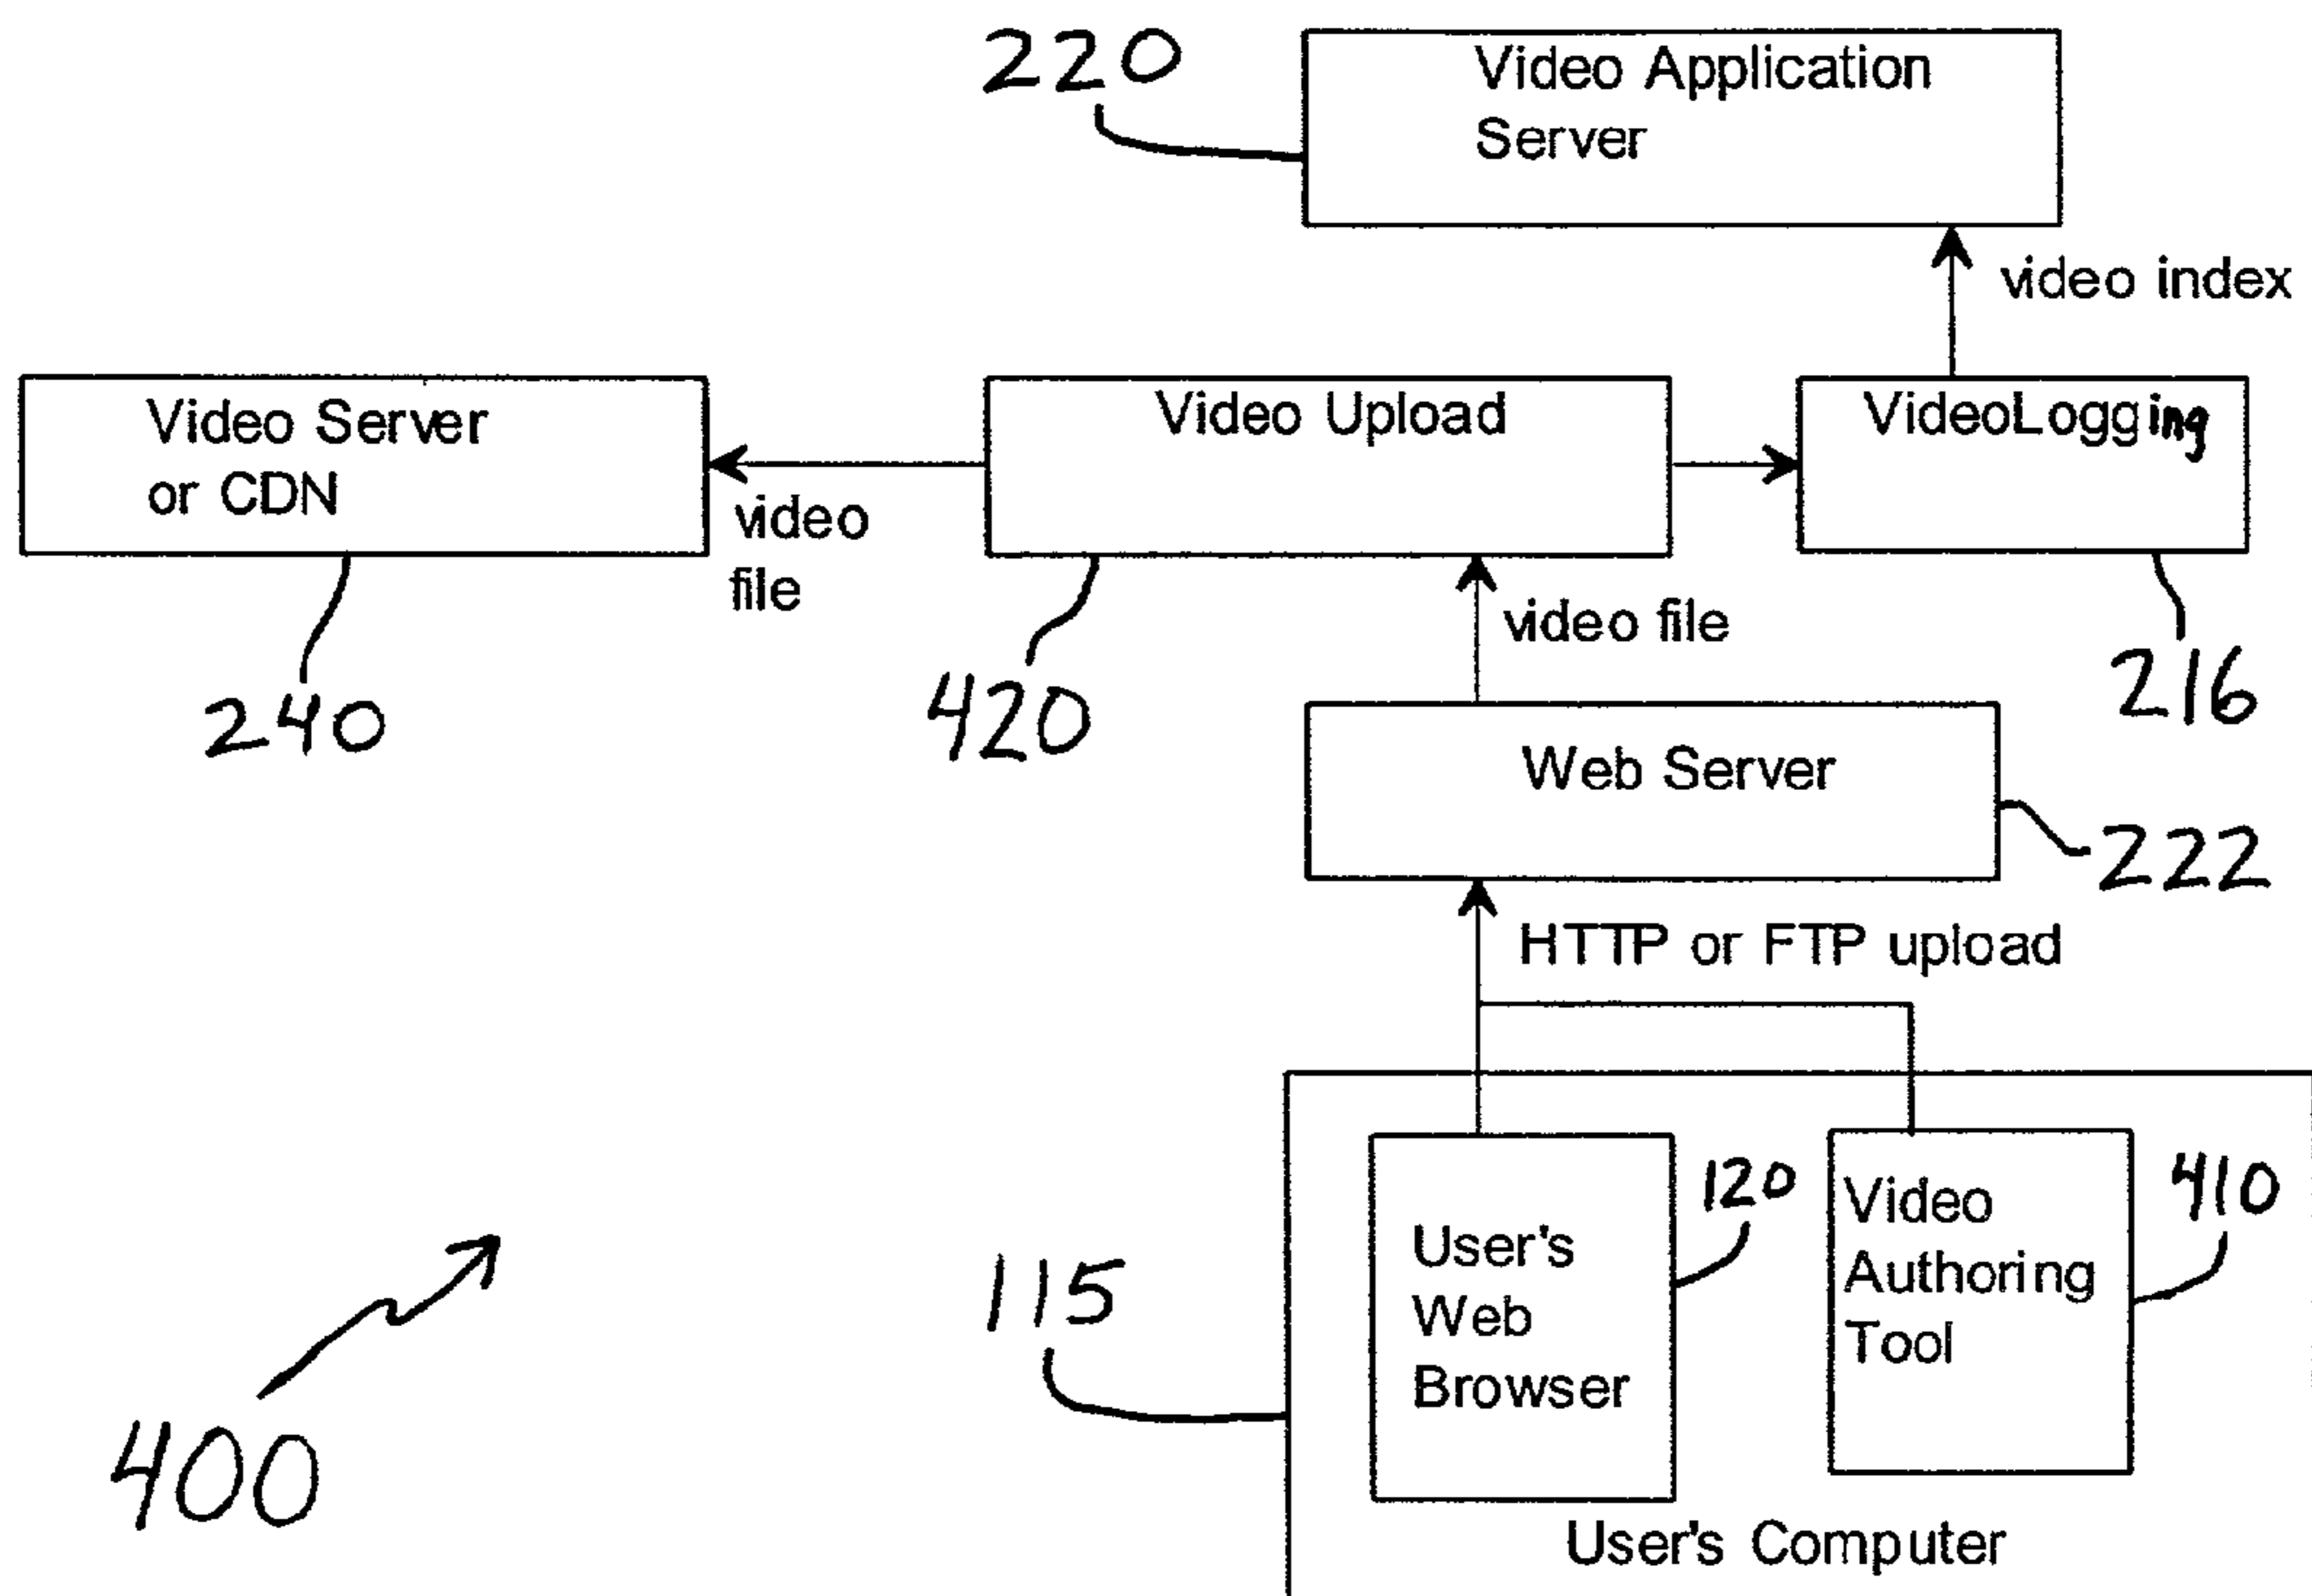 220
Video Application
Server
video index
Video Server
or CDN
Video Upload
VideoLogging
video
file
video file
240
420
216
Web Server
222
HTTP or FTP upload
User's
Web
Browser
120
Video
Authoring
Tool
410
115
User's Computer
400